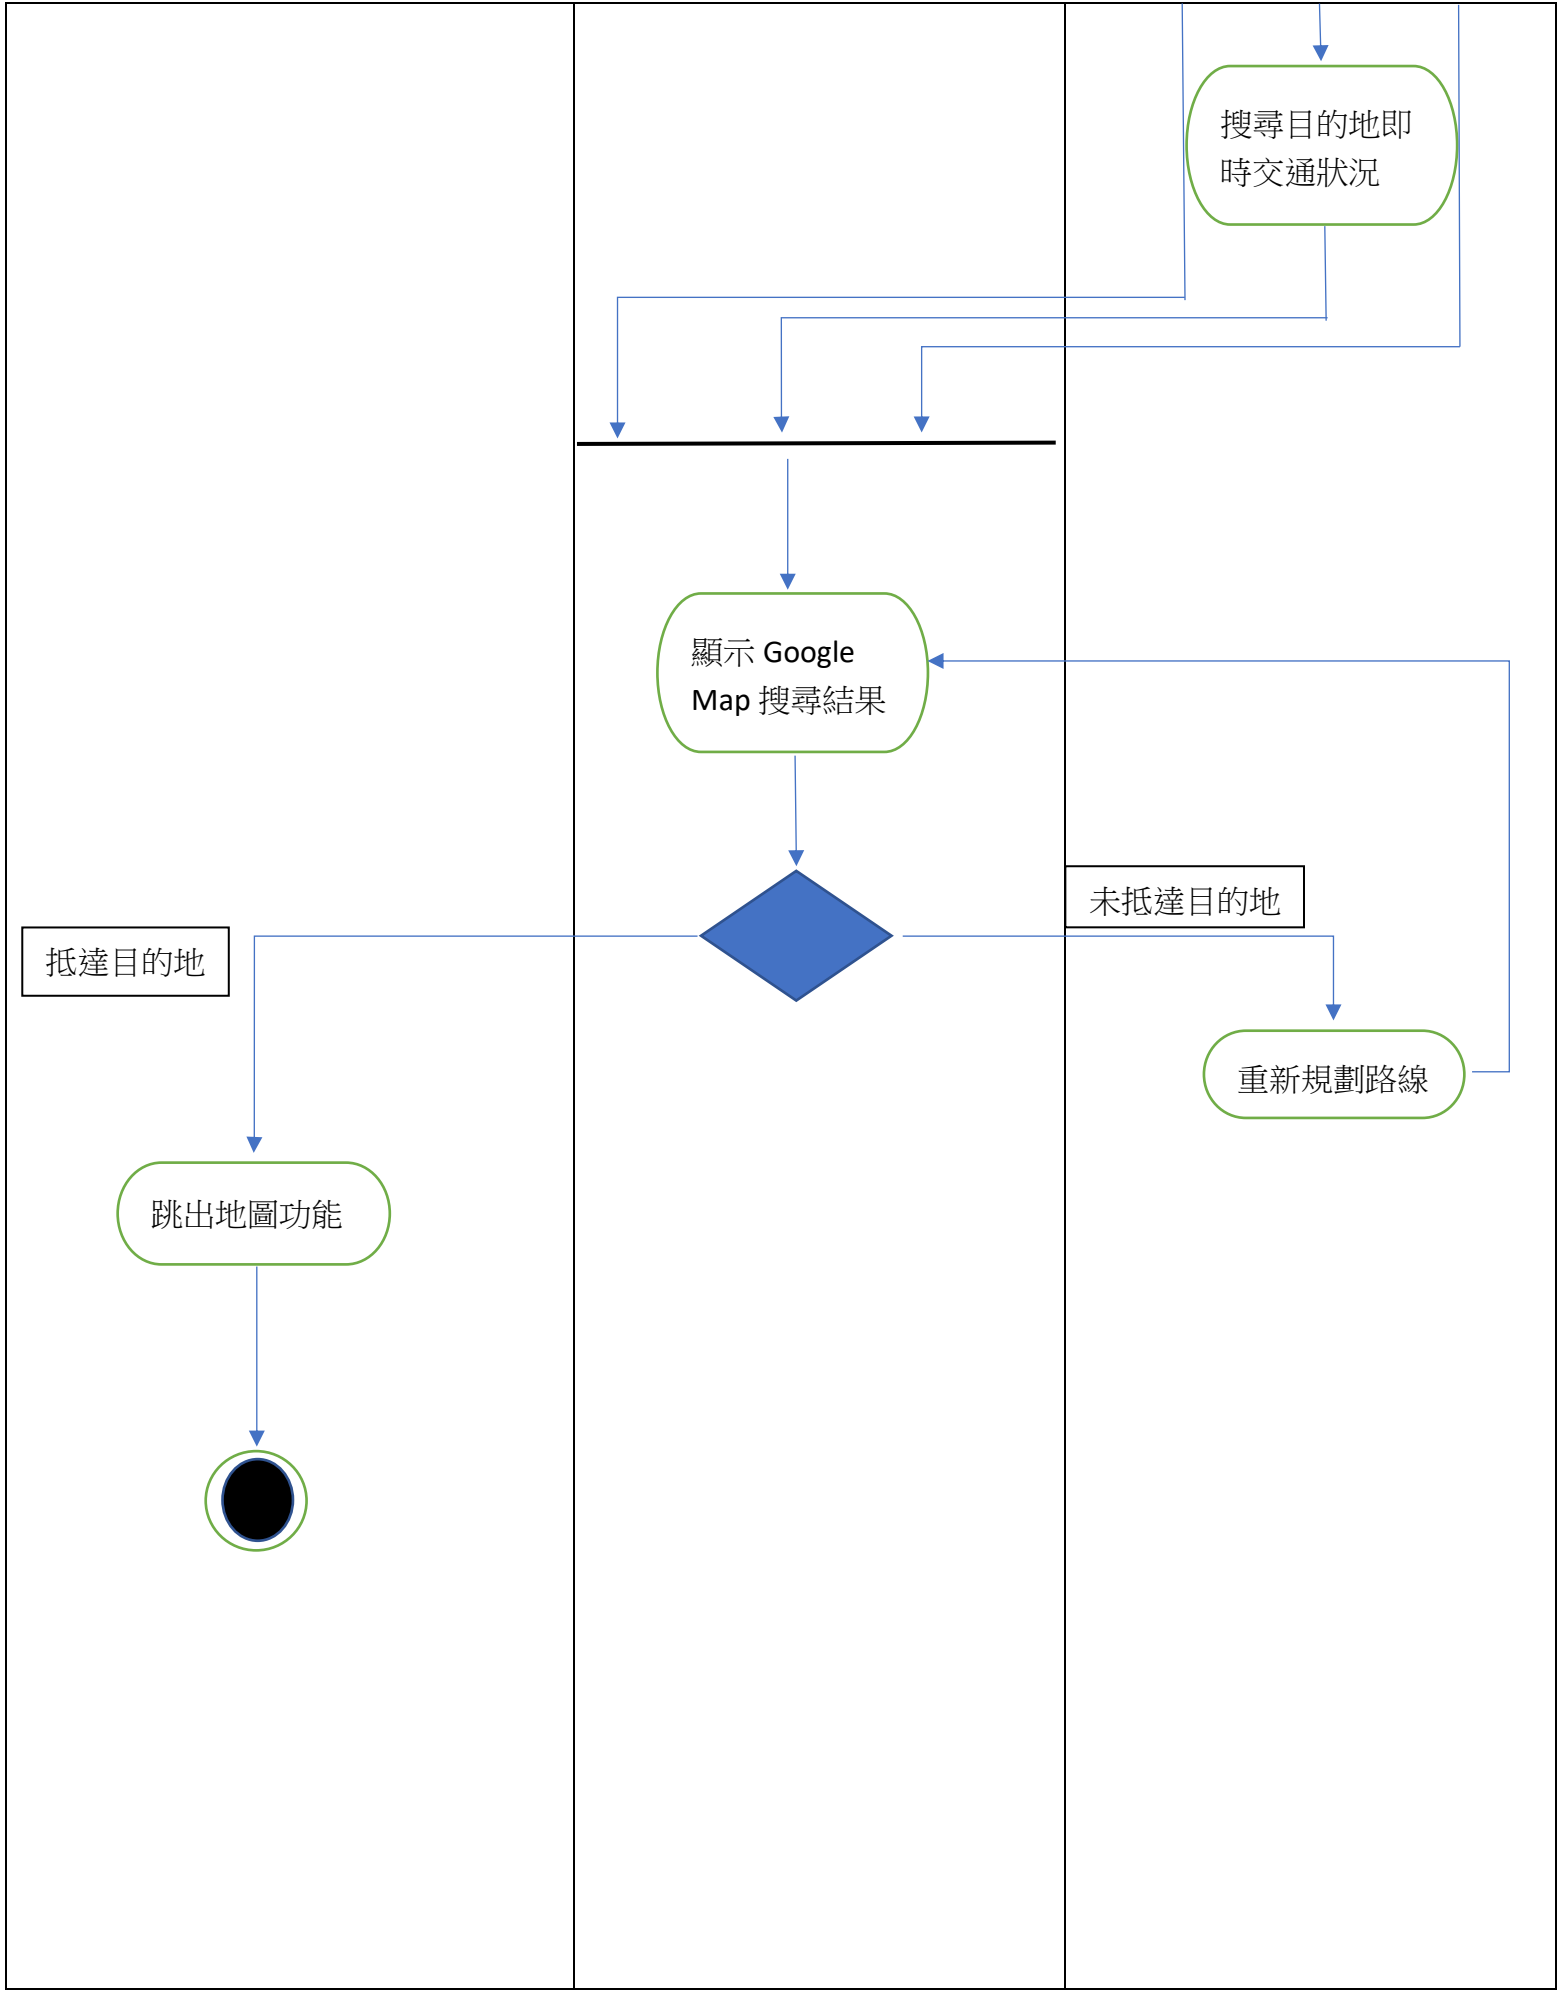 搜尋目的地即
時交通狀況
顯示 Google
Map 搜尋結果
未抵達目的地
抵達目的地
重新規劃路線
跳出地圖功能